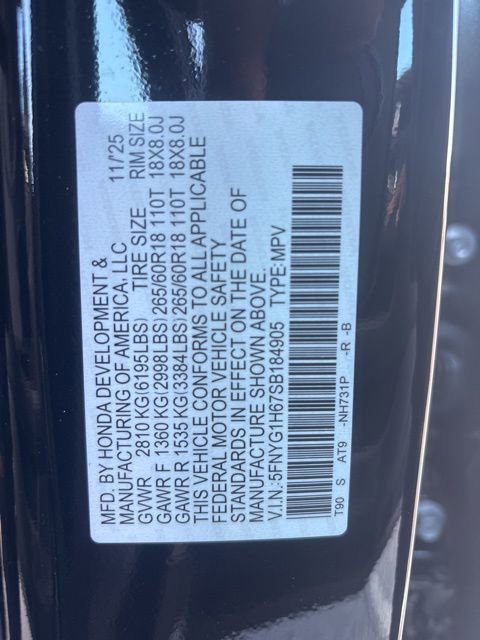 MFD. BY HONDA DEVELOPMENT &
MANUFACTURING OF AMERICA, LLC 11/25
GVWR 2810 KG(6195LBS) TIRE SIZE RIM SIZE
GAWR F 1360 KG(2998LBS)265/60R18 110T 18X8.0J
GAWR R 1535 KG(3384LBS)265/60R18 110T 18X8.0J
THIS VEHICLE CONFORMS TO ALL APPLICABLE
FEDERAL MOTOR VEHICLE SAFETY
STANDARDS IN EFFECT ON THE DATE OF
MANUFACTURE SHOWN ABOVE.
V.I.N.:5FNYG1H67SB184905 TYPE:MPV
T90 S AT9 -NH731P -R -B